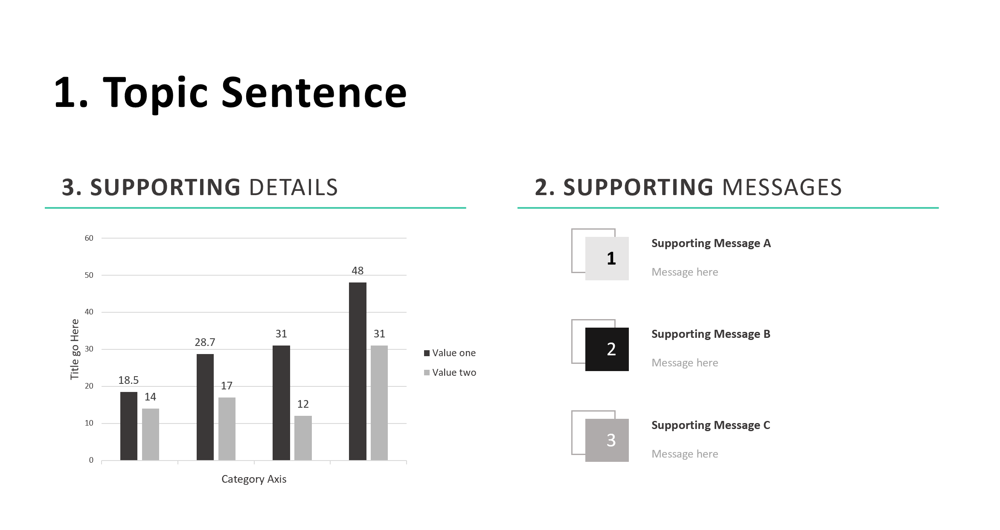 1. Topic Sentence
3. SUPPORTING DETAILS
60
50
40
30
20
10
0
Title go Here
18.5
14
28.7
17
31
12
48
31
Category Axis
Value one
Value two
2. SUPPORTING MESSAGES
1
Supporting Message A
Message here
2
Supporting Message B
Message here
3
Supporting Message C
Message here